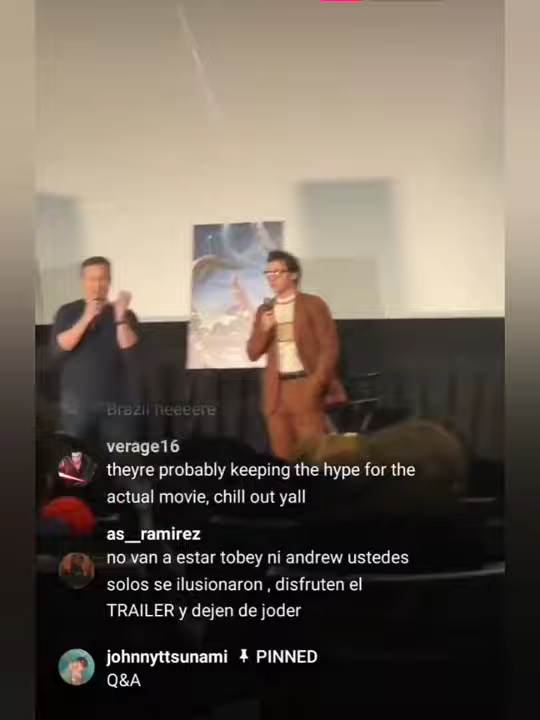 Brazil heeeere
verage16
theyre probably keeping the hype for the
actual movie, chill out yall
as__ramirez
no van a estar tobey ni andrew ustedes
solos se ilusionaron , disfruten el
TRAILER y dejen de joder
johnnyttsunami PINNED
Q&A